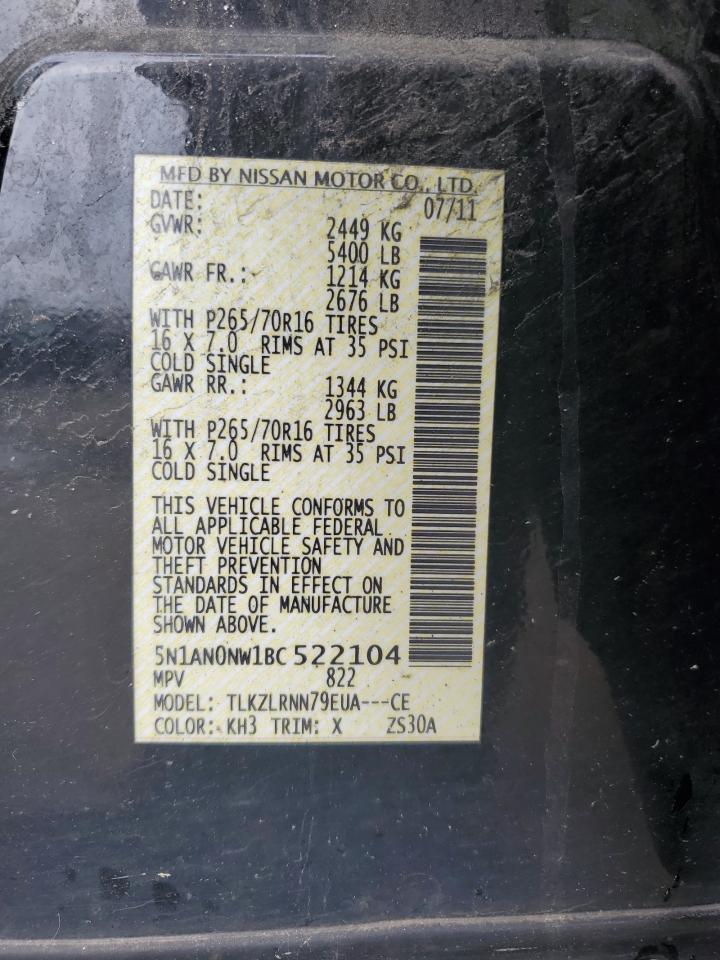 MFD BY NISSAN MOTOR CO., LTD.
DATE: 07/11
GVWR: 2449 KG
5400 LB
GAWR FR.: 1214 KG
2676 LB
WITH P265/70R16 TIRES
16 X 7.0 RIMS AT 35 PSI
COLD SINGLE
GAWR RR.: 1344 KG
2963 LB
WITH P265/70R16 TIRES
16 X 7.0 RIMS AT 35 PSI
COLD SINGLE
THIS VEHICLE CONFORMS TO
ALL APPLICABLE FEDERAL
MOTOR VEHICLE SAFETY AND
THEFT PREVENTION
STANDARDS IN EFFECT ON
THE DATE OF MANUFACTURE
SHOWN ABOVE.
5N1AN0NW1BC522104
MPV 822
MODEL: TLKZLRNN79EUA---CE
COLOR: KH3 TRIM: X ZS30A